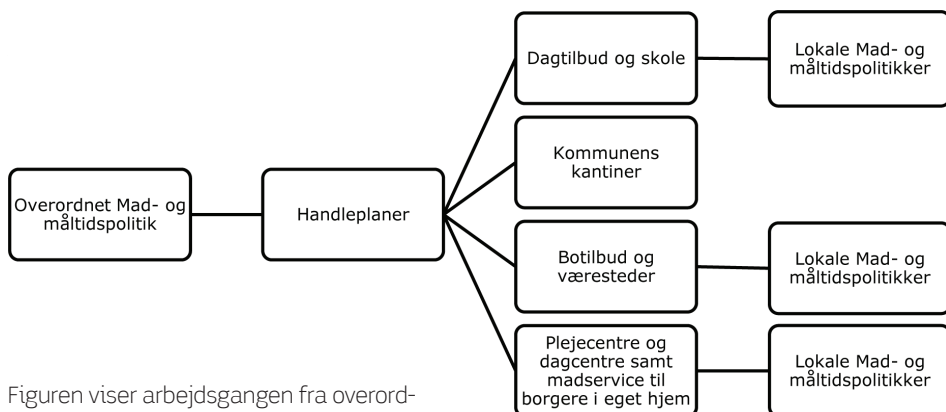 Overordnet Mad- og
måltidspolitik
Handleplaner
Dagtilbud og skole
Lokale Mad- og
måltidspolitikker
Kommunens
kantiner
Botilbud og
væresteder
Lokale Mad- og
måltidspolitikker
Plejecentre og
dagcentre samt
madservice til
borgere i eget hjem
Lokale Mad- og
måltidspolitikker
Figuren viser arbejdsgangen fra overord-